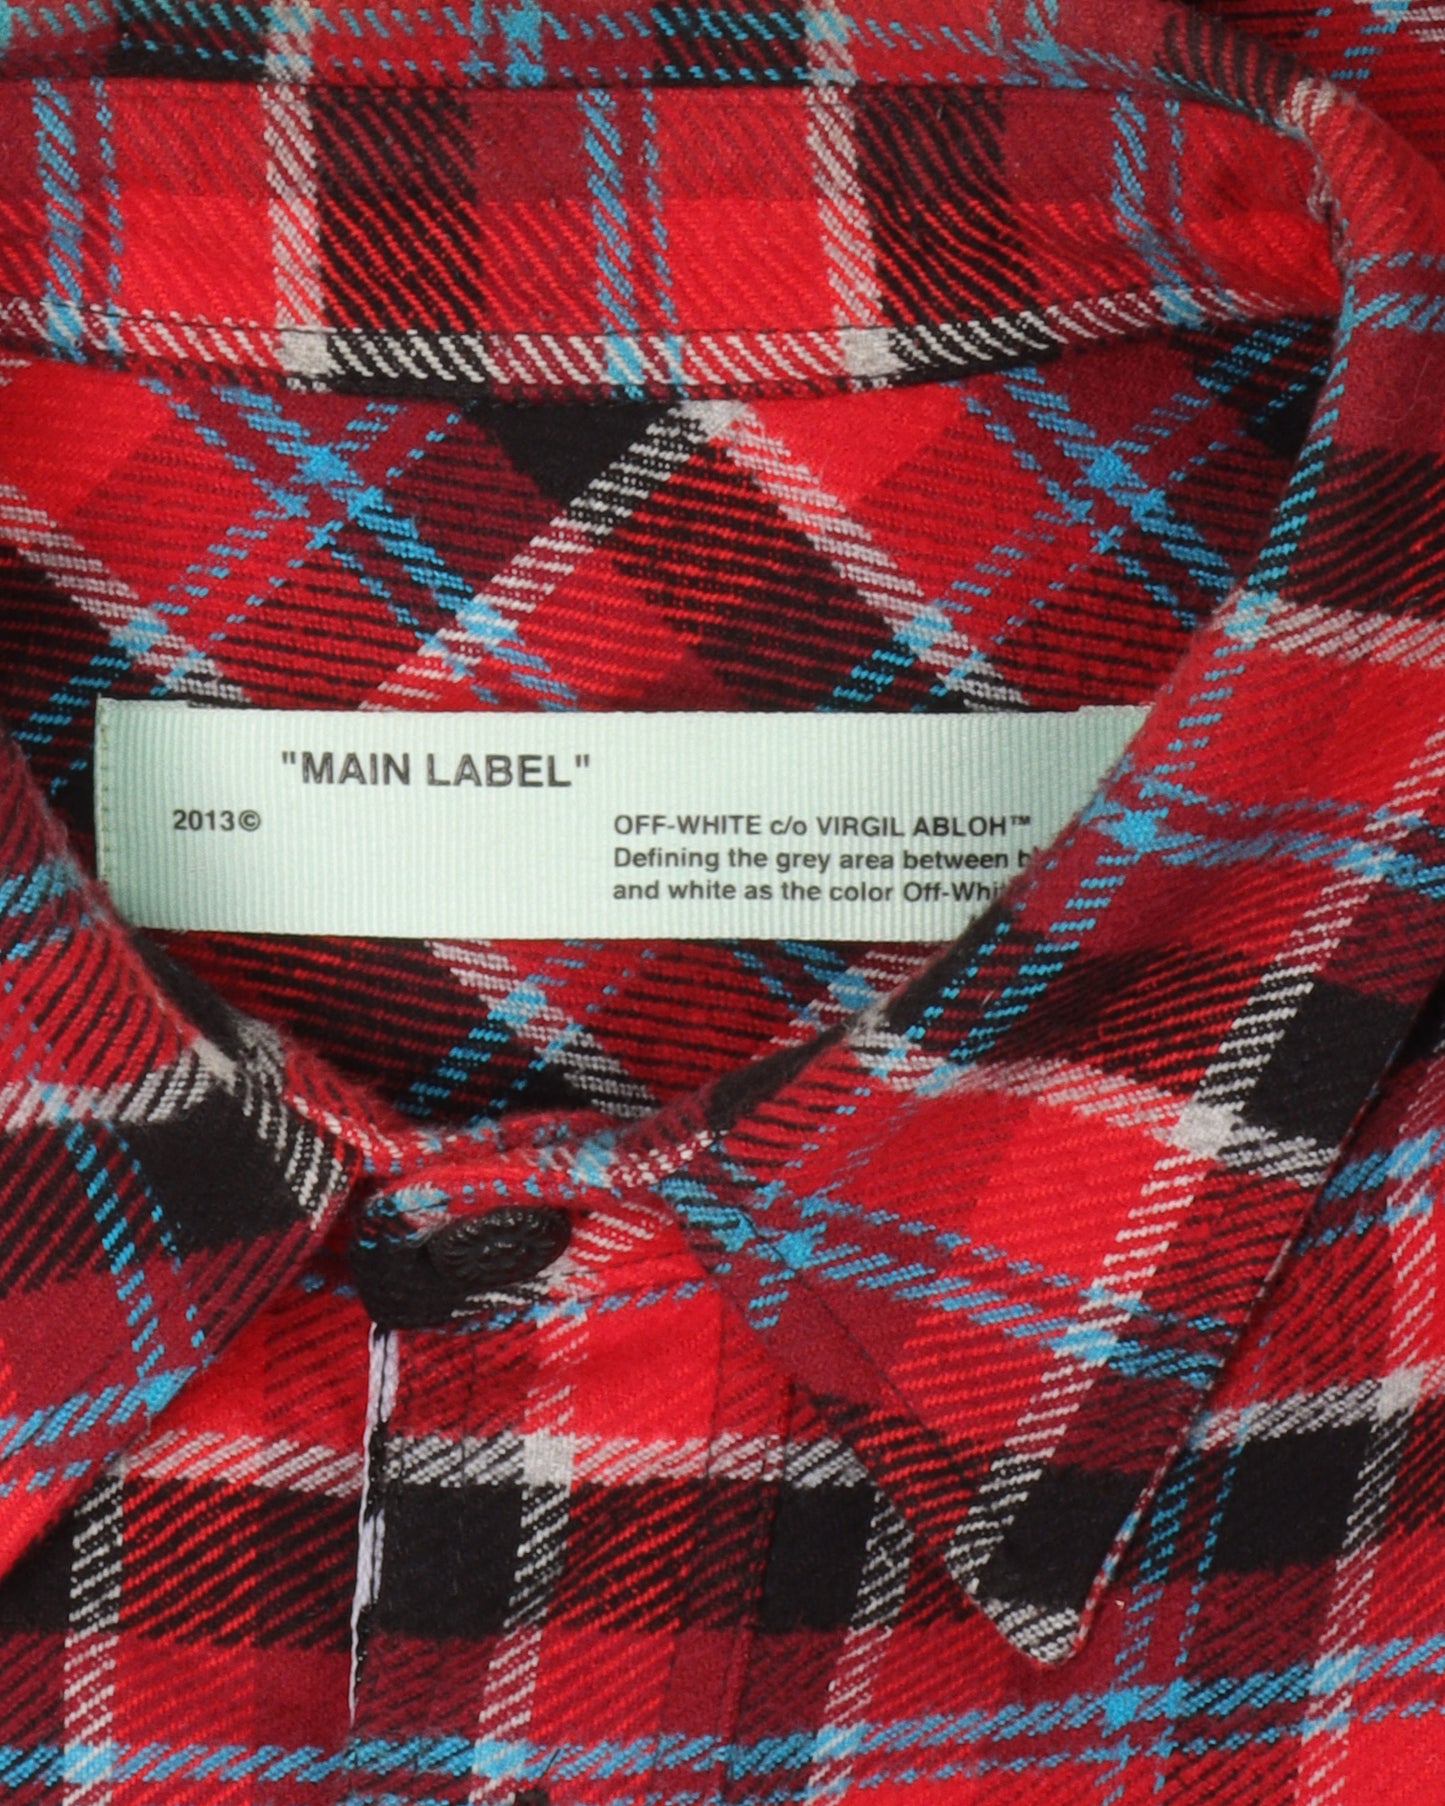 "MAIN LABEL"
2013©
OFF-WHITE c/o VIRGIL ABLOH™
Defining the grey area between
and white as the color